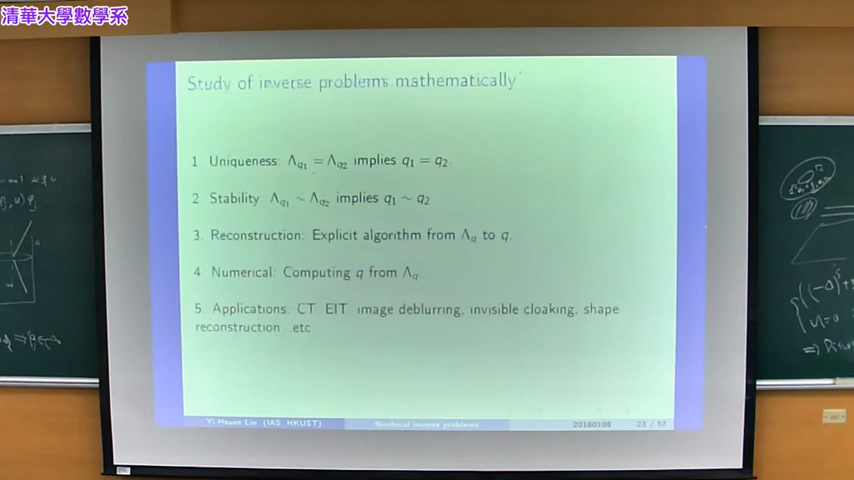 清華大學數學系
Study of inverse problems mathematically
1 Uniqueness: Λq1 = Λq2 implies q1 = q2.
2 Stability: Λq1 ~ Λq2 implies q1 ~ q2
3. Reconstruction: Explicit algorithm from Λq to q.
4 Numerical: Computing q from Λq.
5. Applications: CT EIT image deblurring, invisible cloaking, shape
reconstruction .etc
Yi-Hsuan Lin (IAS, HKUST) Nonlocal inverse problems 20180108 23 / 57